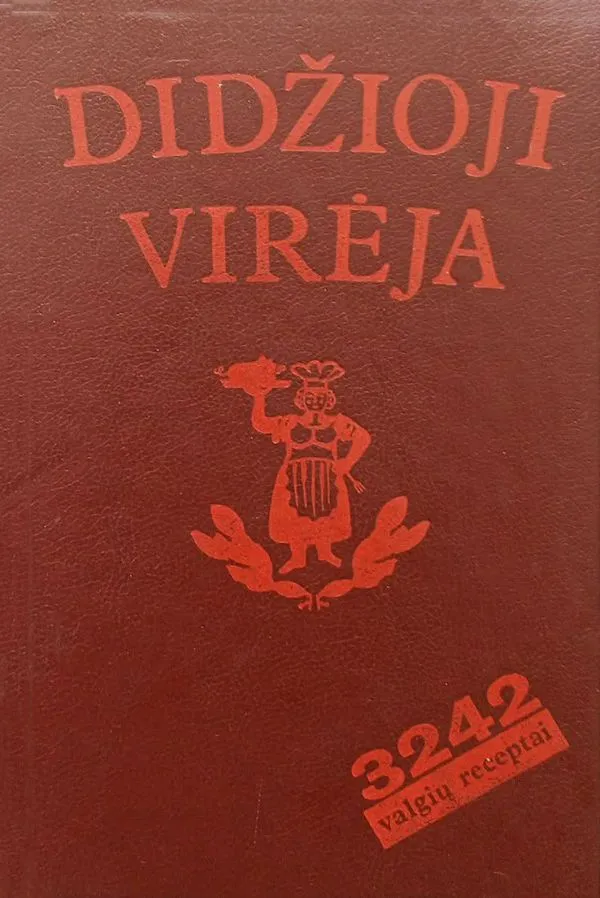 DIDŽIOJI
VIRĖJA
3242
valgių receptai